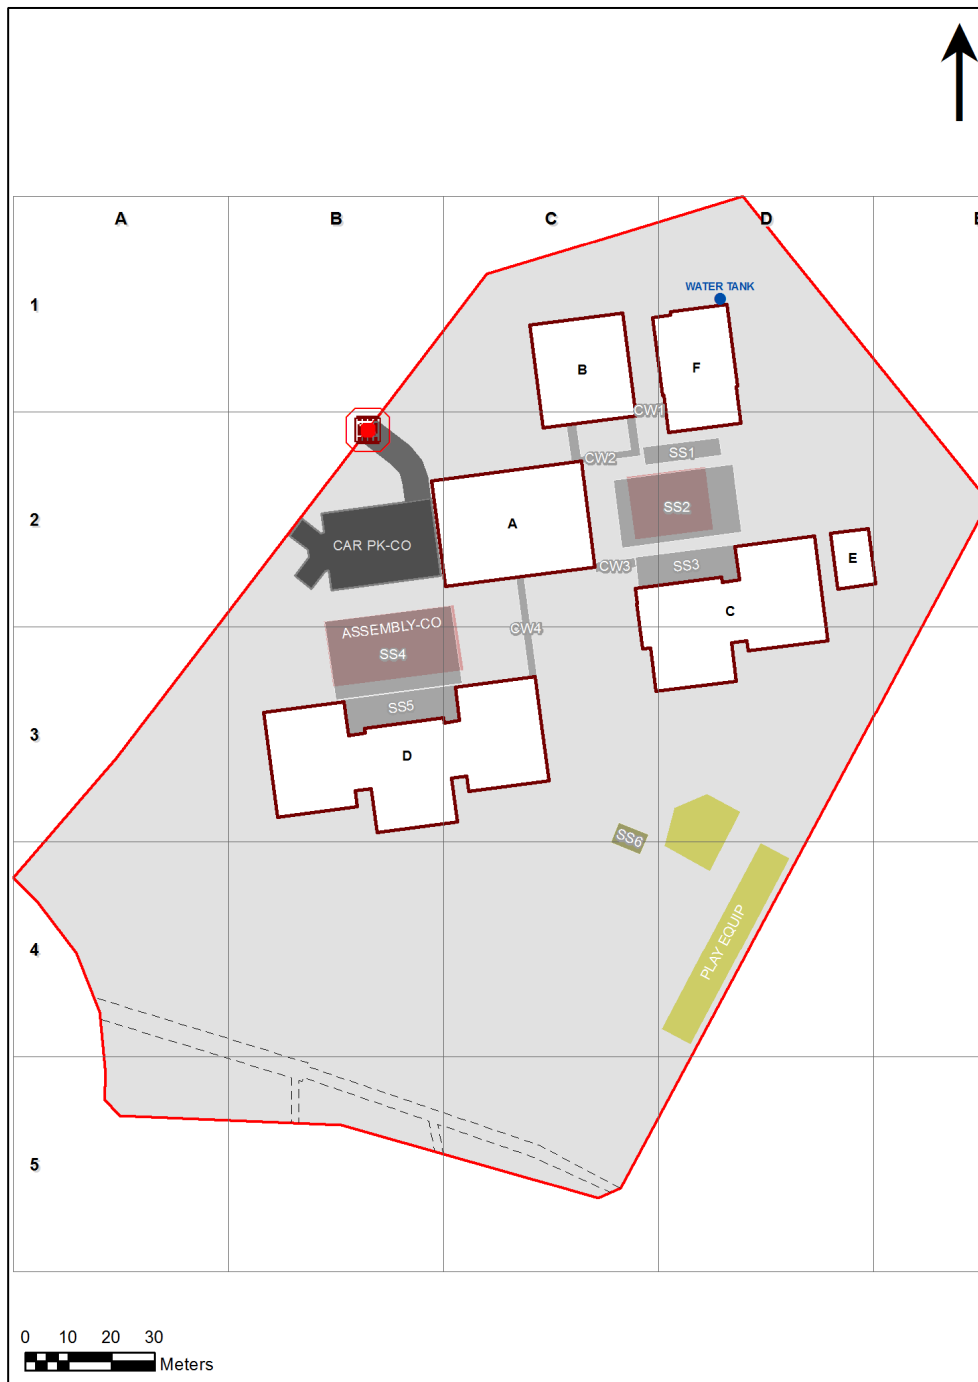 A B C D E
1
WATER TANK
B
F
CW1
CW2
SS1
2
A
SS2
CAR PK-CO
CW3
SS3
E
C
ASSEMBLY-CO
CW4
SS4
3
SS5
D
SS6
4
PLAY EQUIP
5
0 10 20 30
Meters